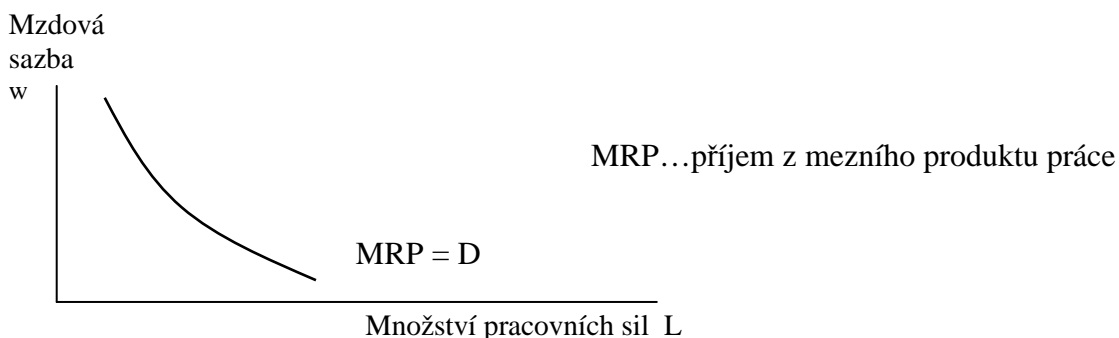 Mzdová
sazba
w
MRP…příjem z mezního produktu práce
MRP = D
Množství pracovních sil L